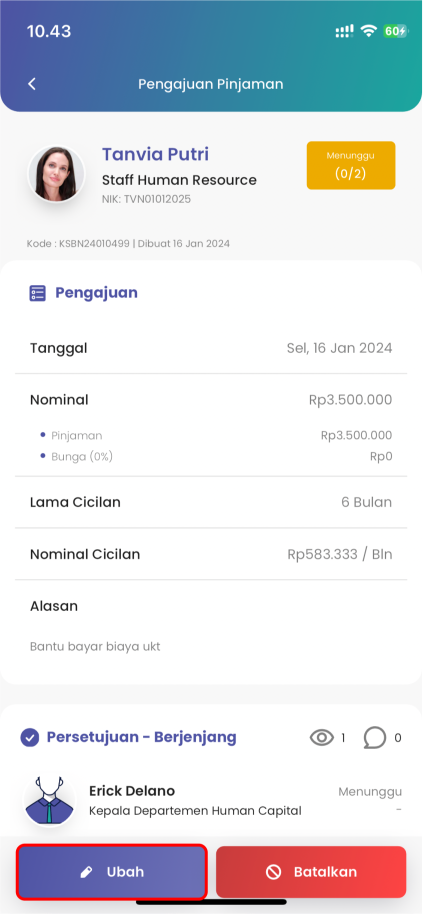 10.43
60
Pengajuan Pinjaman
Tanvia Putri
Staff Human Resource
NIK: TVN01012025
Menunggu
(0/2)
Kode : KSBN24010499 | Dibuat 16 Jan 2024
Pengajuan
Tanggal Sel, 16 Jan 2024
Nominal Rp3.500.000
Pinjaman Rp3.500.000
Bunga (0%) Rp0
Lama Cicilan 6 Bulan
Nominal Cicilan Rp583.333 / Bln
Alasan
Bantu bayar biaya ukt
Persetujuan - Berjenjang 1 0
Erick Delano Menunggu
Kepala Departemen Human Capital -
Ubah Batalkan